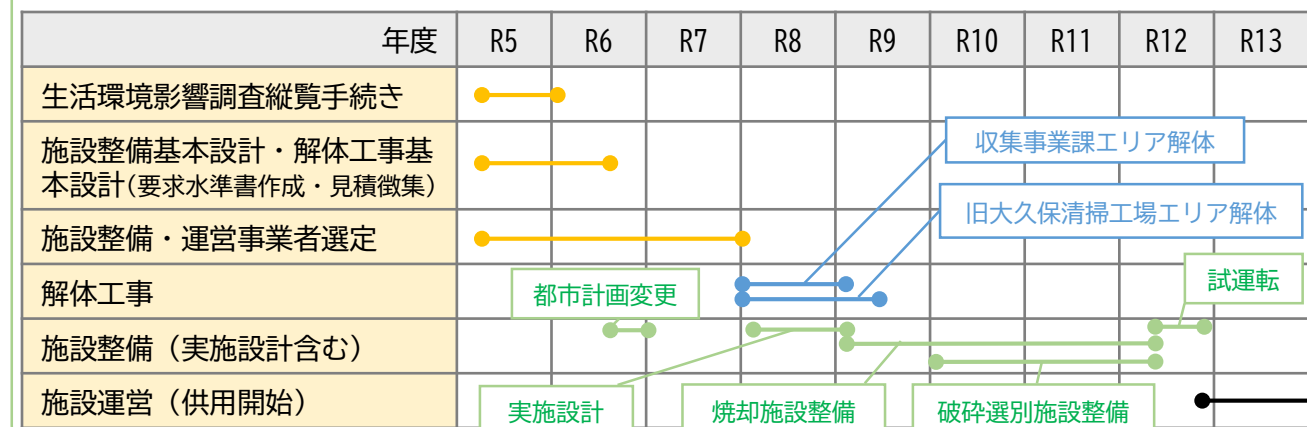 年度 R5 R6 R7 R8 R9 R10 R11 R12 R13
生活環境影響調査縦覧手続き
施設整備基本設計・解体工事基
本設計(要求水準書作成・見積徴集)
収集事業課エリア解体
旧大久保清掃工場エリア解体
施設整備・運営事業者選定
解体工事
都市計画変更
試運転
施設整備（実施設計含む）
施設運営（供用開始）
実施設計
焼却施設整備
破砕選別施設整備